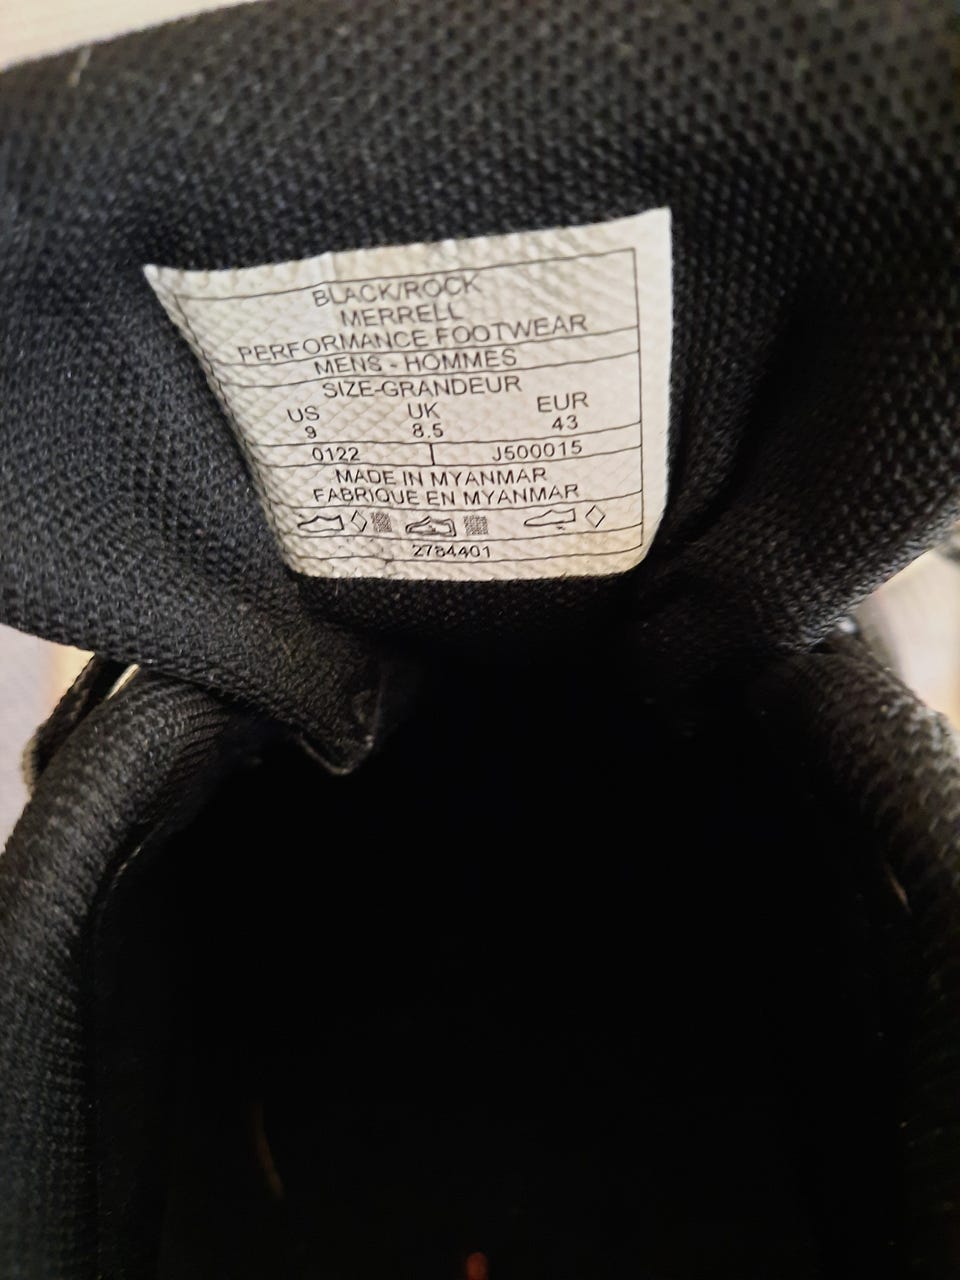 BLACK/ROCK
MERRELL
PERFORMANCE FOOTWEAR
MENS - HOMMES
SIZE-GRANDEUR
US UK EUR
9 8.5 43
0122 J500015
MADE IN MYANMAR
FABRIQUE EN MYANMAR
2784401